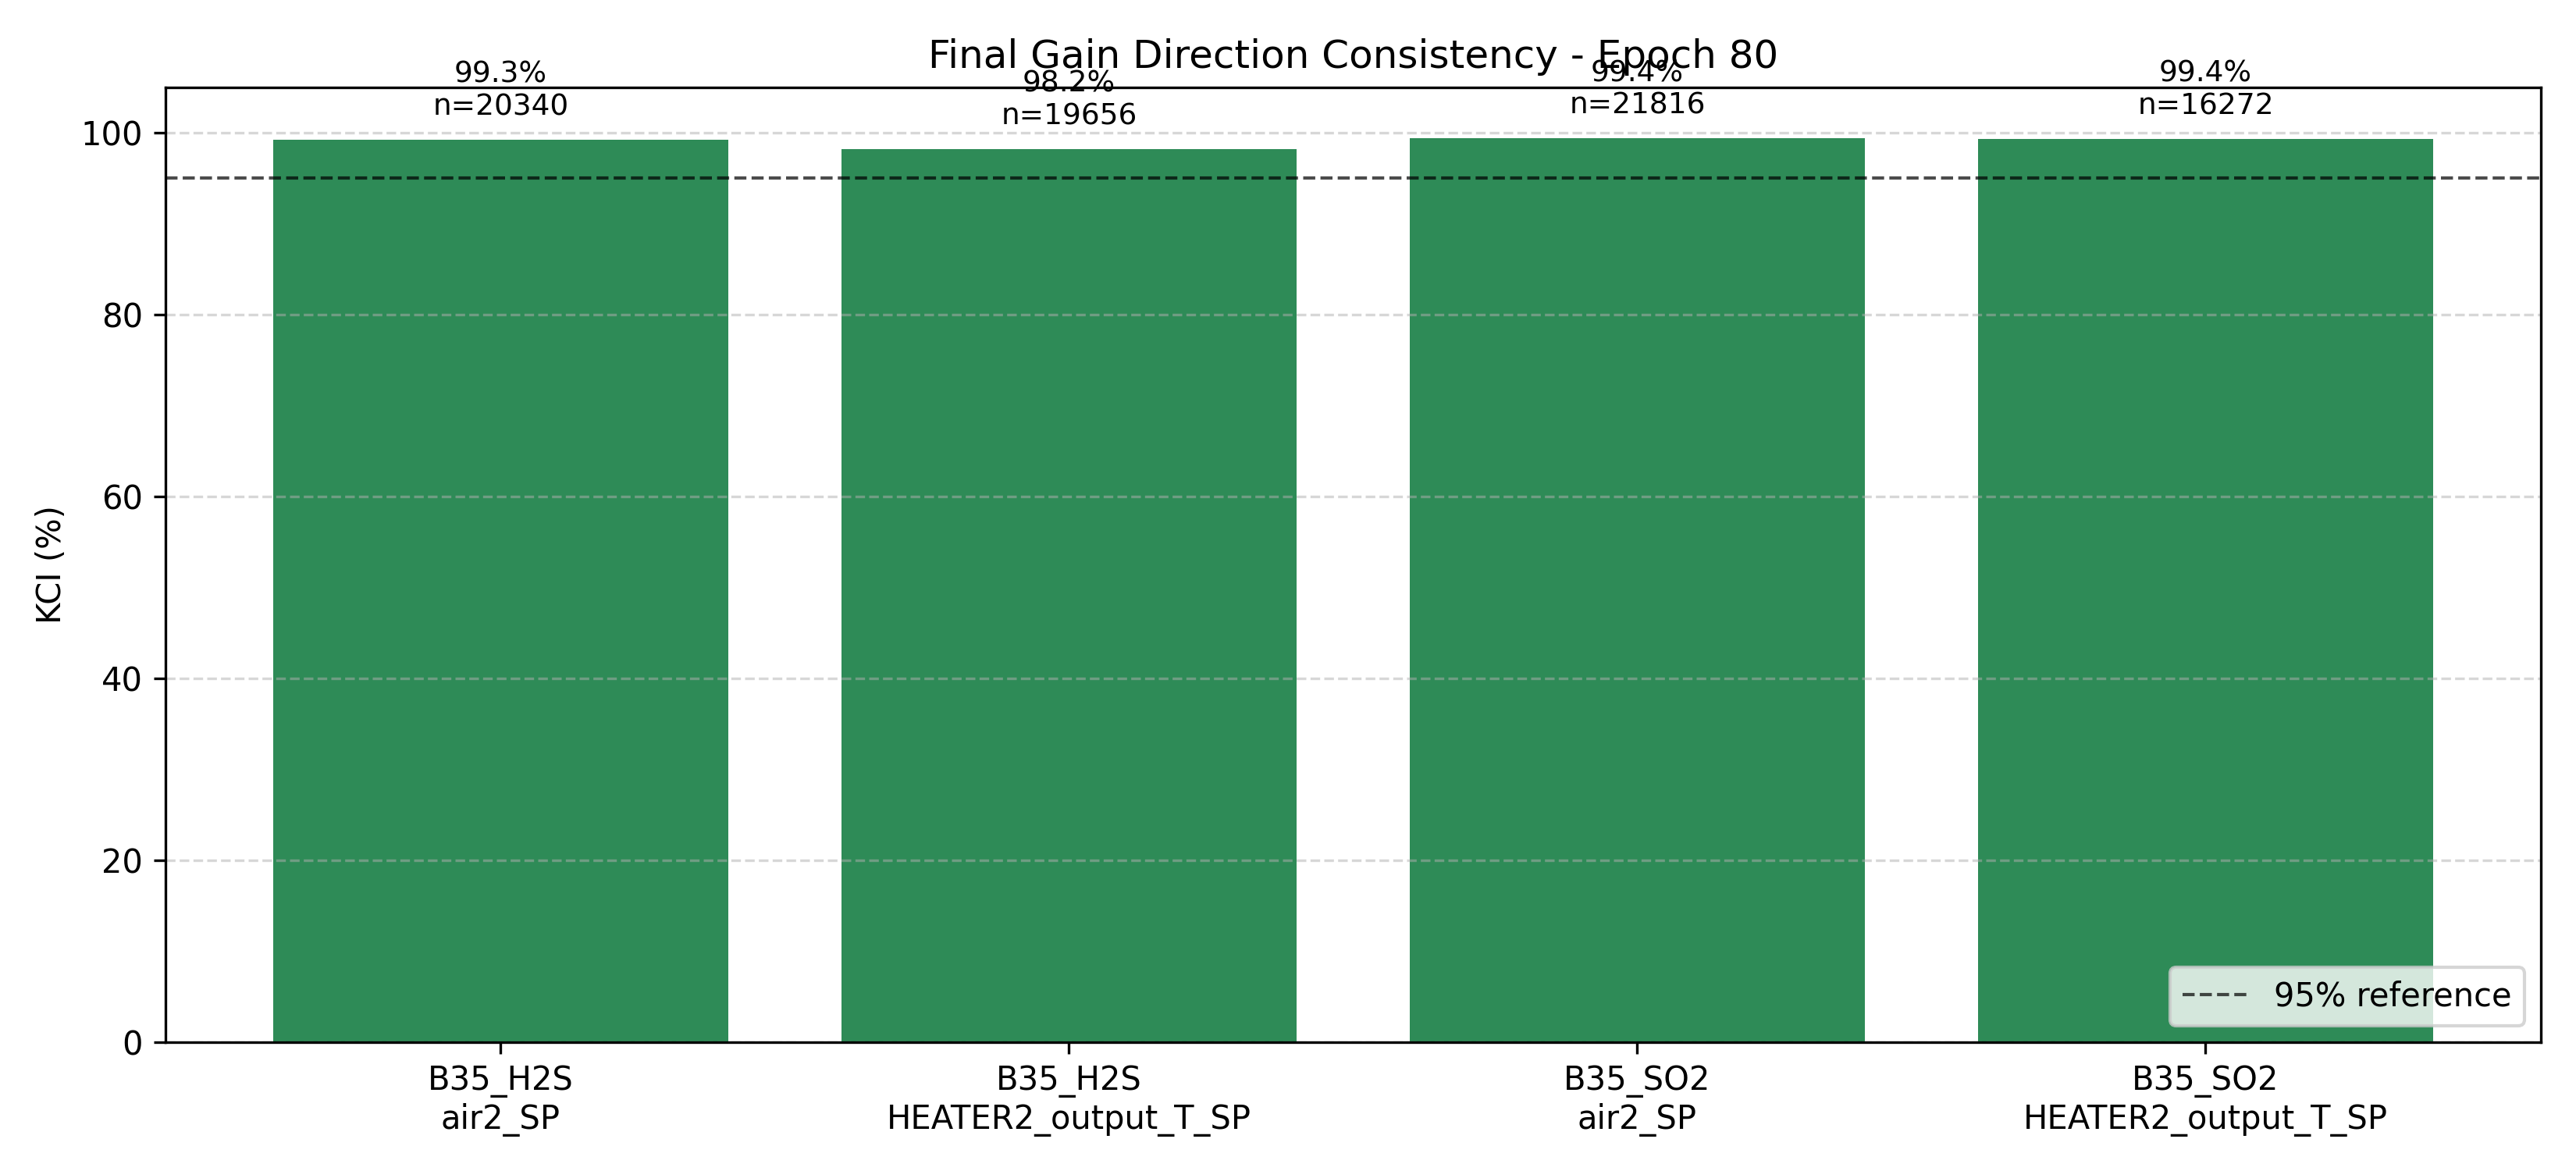 Final Gain Direction Consistency - Epoch 80
99.3%
n=20340
98.2%
n=19656
99.4%
n=21816
99.4%
n=16272
KCI (%)
100
80
60
40
20
0
95% reference
B35_H2S
air2_SP
B35_H2S
HEATER2_output_T_SP
B35_SO2
air2_SP
B35_SO2
HEATER2_output_T_SP